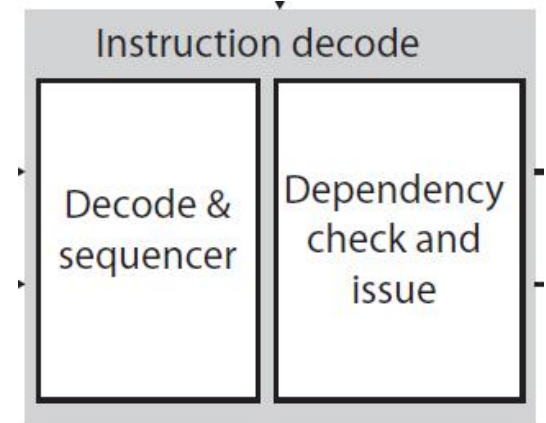 Instruction decode
Decode &
sequencer
Dependency
check and
issue